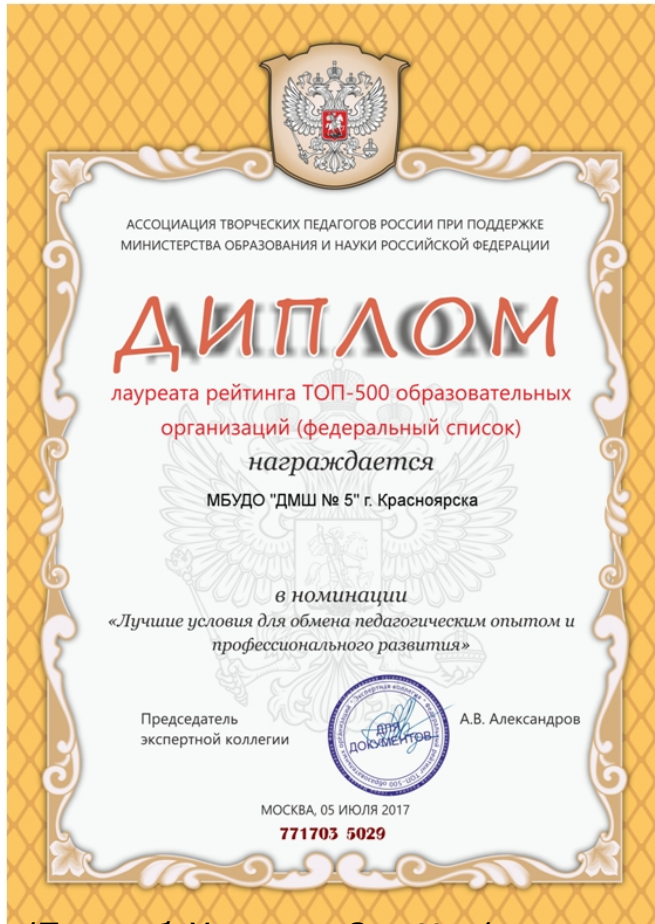 АССОЦИАЦИЯ ТВОРЧЕСКИХ ПЕДАГОГОВ РОССИИ ПРИ ПОДДЕРЖКЕ
МИНИСТЕРСТВА ОБРАЗОВАНИЯ И НАУКИ РОССИЙСКОЙ ФЕДЕРАЦИИ
ДИПЛОМ
лауреата рейтинга ТОП-500 образовательных
организаций (федеральный список)
награждается
МБУДО "ДМШ № 5" г. Красноярска
в номинации
«Лучшие условия для обмена педагогическим опытом и
профессионального развития»
Председатель
экспертной коллегии
ДЛЯ
ДОКУМЕНТОВ
А.В. Александров
МОСКВА, 05 ИЮЛЯ 2017
771703 5029